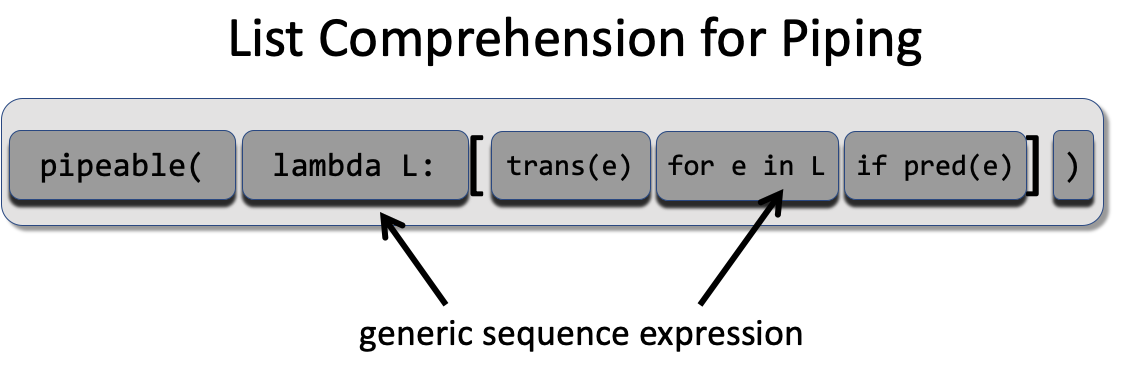 List Comprehension for Piping
pipeable( lambda L: [ trans(e) for e in L if pred(e) ] )
generic sequence expression